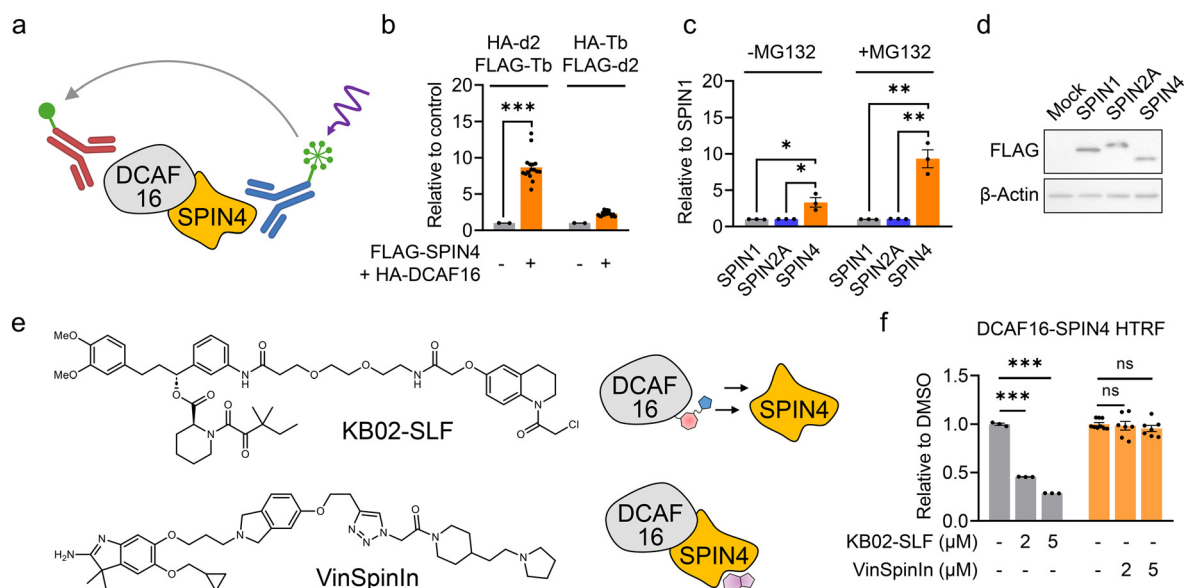 a
DCAF
16
SPIN4
b
HA-d2
FLAG-Tb
HA-Tb
FLAG-d2
Relative to control
20
15
10
5
0
***
FLAG-SPIN4
+ HA-DCAF16
- + - +
c
-MG132
+MG132
Relative to SPIN1
20
15
10
5
0
*
*
**
**
SPIN1
SPIN2A
SPIN4
SPIN1
SPIN2A
SPIN4
d
Mock
SPIN1
SPIN2A
SPIN4
FLAG
β-Actin
e
MeO
MeO
O
O
N
H
O
O
O
N
H
O
O
N
O
Cl
O
N
O
O
KB02-SLF
DCAF
16
SPIN4
H₂N
N
O
O
N
O
N
N
N
O
N
N
VinSpinIn
DCAF
16
SPIN4
f
DCAF16-SPIN4 HTRF
Relative to DMSO
1.5
1.0
0.5
0.0
***
***
ns
ns
KB02-SLF (μM)
- 2 5
- - -
VinSpinIn (μM)
- - -
- 2 5